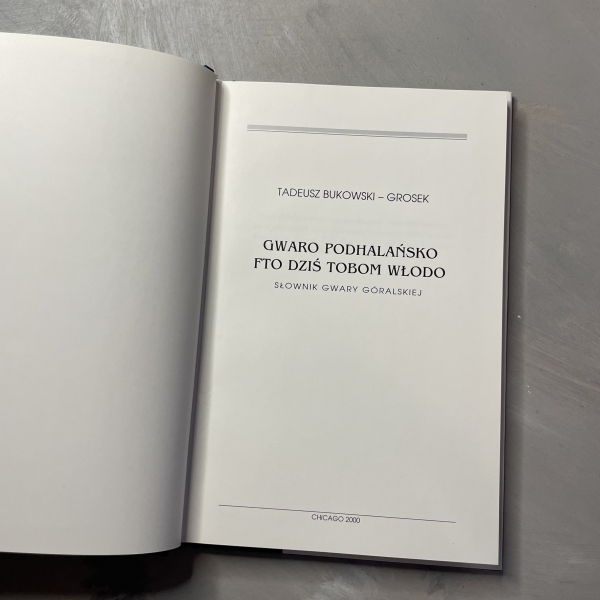 TADEUSZ BUKOWSKI – GROSEK
GWARO PODHALAŃSKO
FTO DZIŚ TOBOM WŁODO
SŁOWNIK GWARY GÓRALSKIEJ
CHICAGO 2000